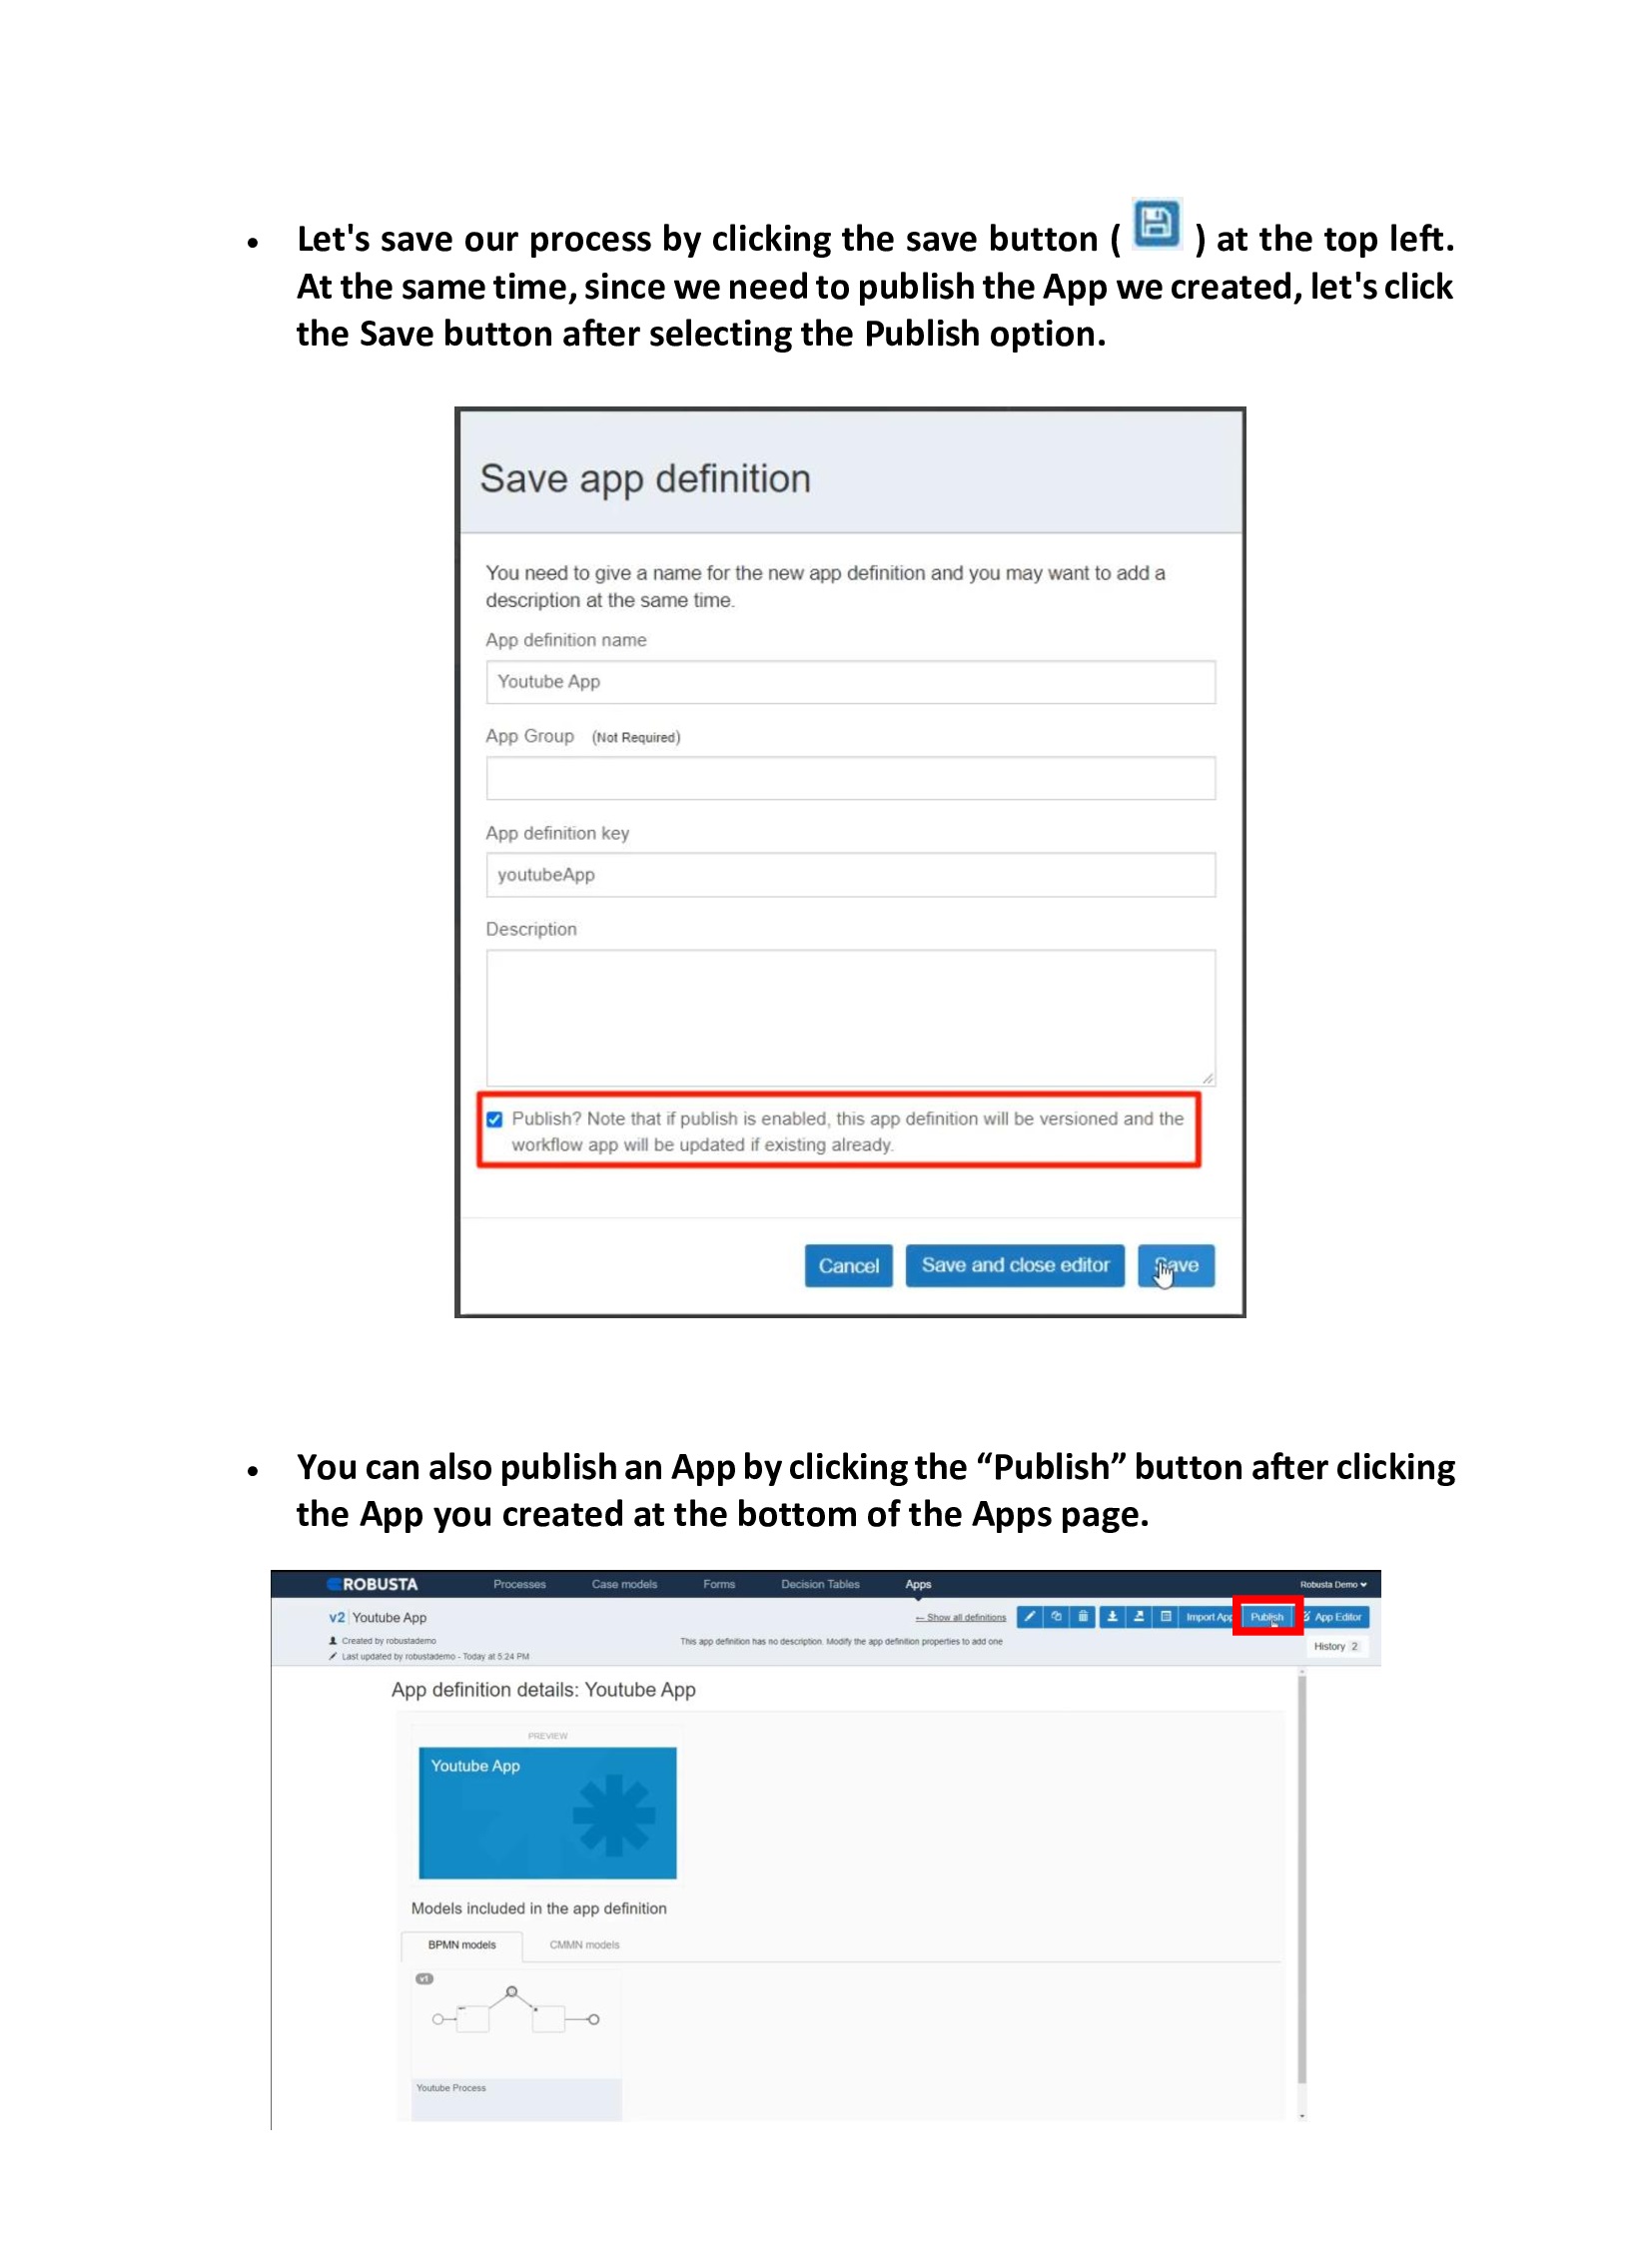 • Let's save our process by clicking the save button ( ) at the top left.
At the same time, since we need to publish the App we created, let's click
the Save button after selecting the Publish option.
Save app definition
You need to give a name for the new app definition and you may want to add a
description at the same time.
App definition name
Youtube App
App Group (Not Required)
App definition key
youtubeApp
Description
Publish? Note that if publish is enabled, this app definition will be versioned and the
workflow app will be updated if existing already.
Cancel Save and close editor Save
• You can also publish an App by clicking the “Publish” button after clicking
the App you created at the bottom of the Apps page.
ROBUSTA Processes Case models Forms Decision Tables Apps Robusta Demo
v2 Youtube App ← Show all definitions Import App Publish App Editor
Created by robustademo This app definition has no description. Modify the app definition properties to add one History 2
Last updated by robustademo - Today at 5:24 PM
App definition details: Youtube App
PREVIEW
Youtube App
Models included in the app definition
BPMN models CMMN models
v1
Youtube Process